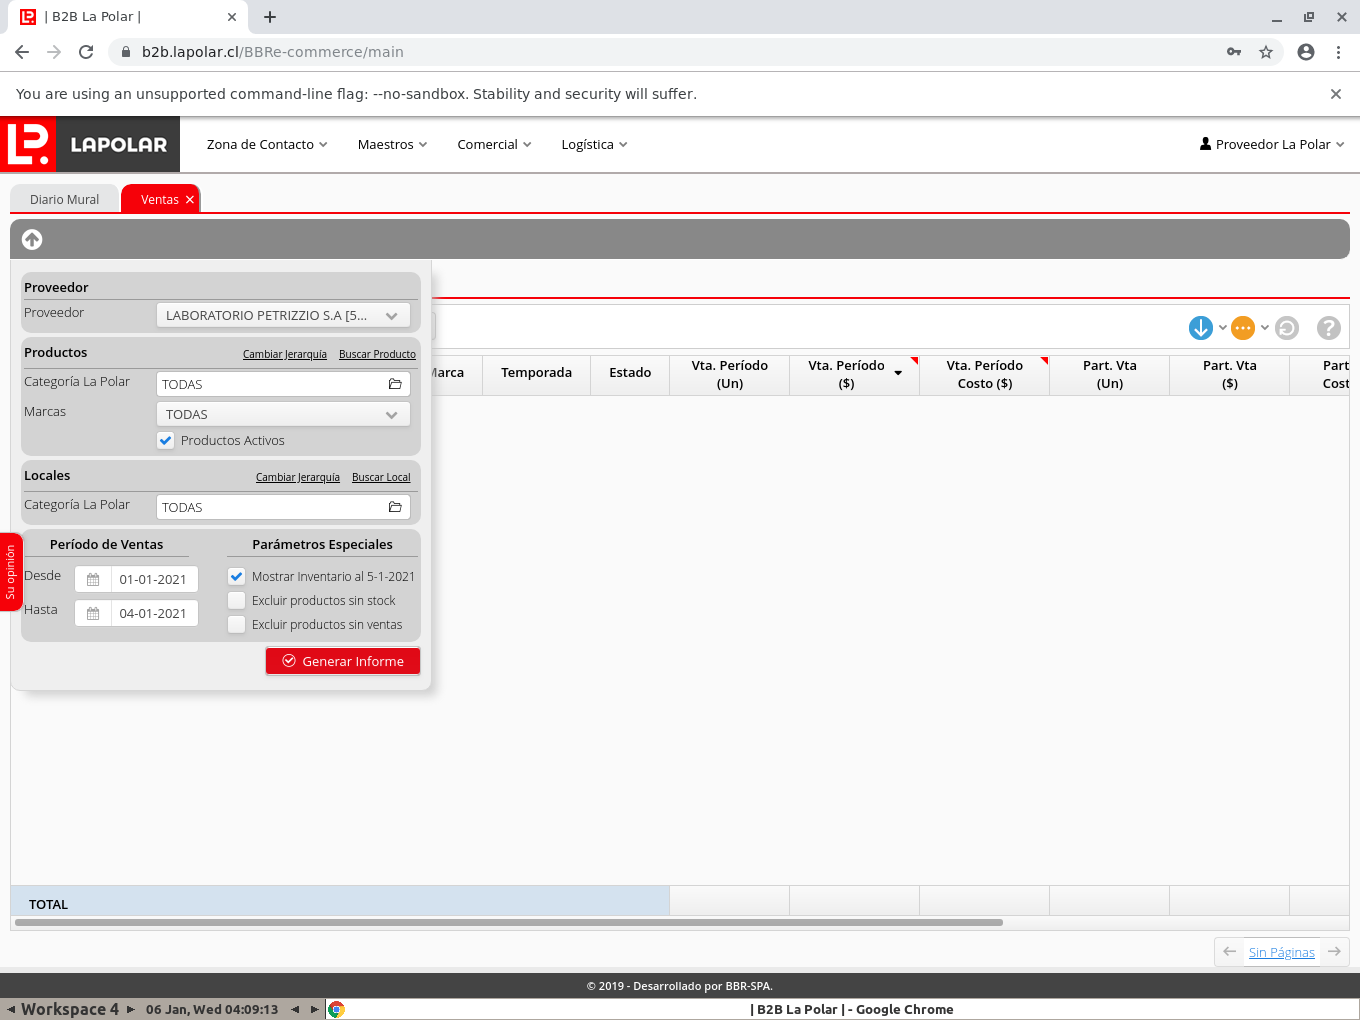 | B2B La Polar |
b2b.lapolar.cl/BBRe-commerce/main
You are using an unsupported command-line flag: --no-sandbox. Stability and security will suffer.
LAPOLAR
Zona de Contacto
Maestros
Comercial
Logística
Proveedor La Polar
Diario Mural
Ventas
Proveedor
Proveedor
LABORATORIO PETRIZZIO S.A [5...
Productos
Cambiar Jerarquía
Buscar Producto
Categoría La Polar
TODAS
Marcas
TODAS
Productos Activos
Locales
Cambiar Jerarquía
Buscar Local
Categoría La Polar
TODAS
Período de Ventas
Parámetros Especiales
Desde
01-01-2021
Hasta
04-01-2021
Mostrar Inventario al 5-1-2021
Excluir productos sin stock
Excluir productos sin ventas
Generar Informe
Su opinión
Temporada
Estado
Vta. Período
(Un)
Vta. Período
($)
Vta. Período
Costo ($)
Part. Vta
(Un)
Part. Vta
($)
Part
Cost
TOTAL
Sin Páginas
© 2019 - Desarrollado por BBR-SPA.
Workspace 4
06 Jan, Wed 04:09:13
| B2B La Polar | - Google Chrome